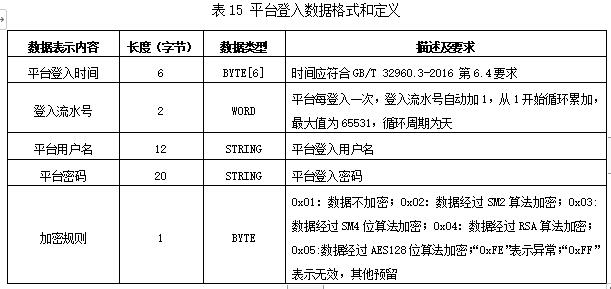 表 15 平台登入数据格式和定义
数据表示内容 长度（字节） 数据类型 描述及要求
平台登入时间 6 BYTE[6] 时间应符合GB/T 32960.3-2016 第 6.4 要求
登入流水号 2 WORD 平台每登入一次，登入流水号自动加 1，从 1 开始循环累加，
最大值为 65531，循环周期为天
平台用户名 12 STRING 平台登入用户名
平台密码 20 STRING 平台登入密码
加密规则 1 BYTE 0x01：数据不加密；0x02：数据经过 SM2 算法加密；0x03：
数据经过 SM4 位算法加密；0x04：数据经过 RSA 算法加密；
0x05:数据经过 AES128 位算法加密；“0xFE”表示异常；“0xFF”
表示无效，其他预留